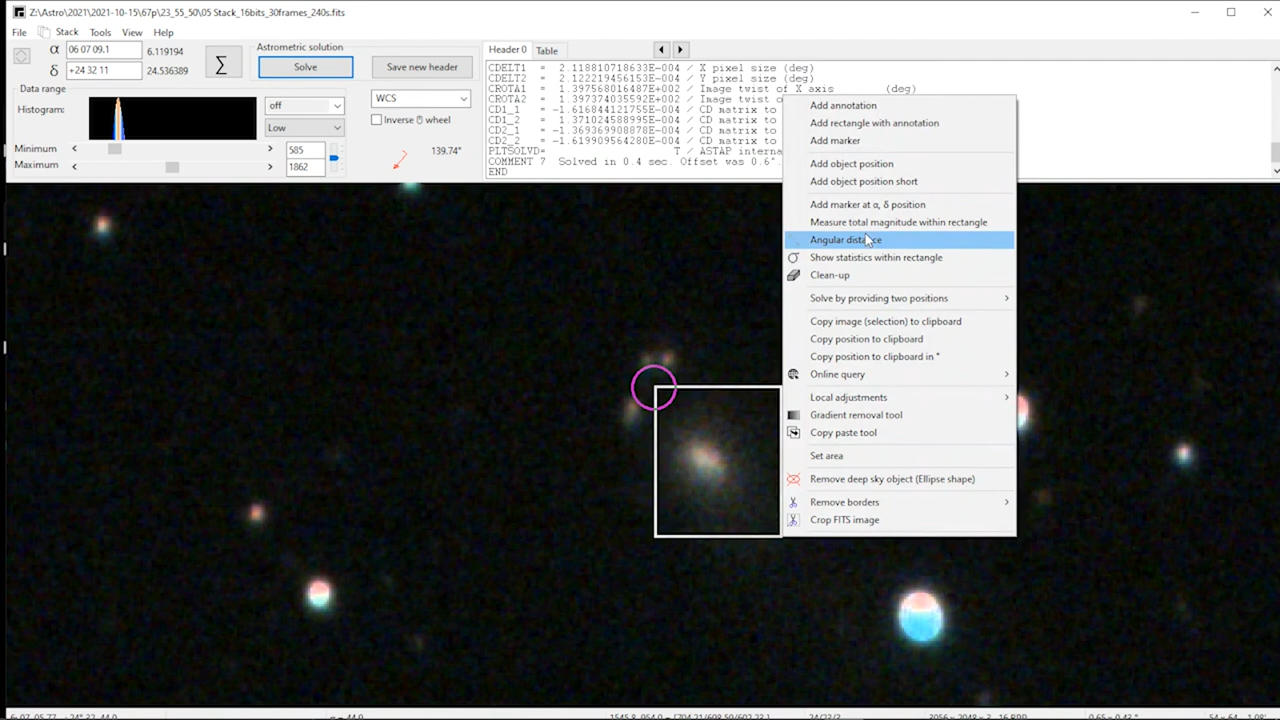 Z:\Astro\2021\2021-10-15\67p\23_55_50\05 Stack_16bits_30frames_240s.fits
File Stack Tools View Help
α 06 07 09.1 6.119194
δ +24 32 11 24.536389
Σ
Astrometric solution
Solve
Save new header
Data range
Histogram:
off
Low
WCS
Inverse wheel
Minimum < > 585
Maximum < > 1862
139.74°
Header 0 Table
CDELT1 = 2.118810718633E-004 / X pixel size (deg)
CDELT2 = 2.122219456153E-004 / Y pixel size (deg)
CROTA1 = 1.397568016487E+002 / Image twist of X axis (deg)
CROTA2 = 1.397374035592E+002 / Image twist
CD1_1 = -1.616844121755E-004 / CD matrix to
CD1_2 = 1.371024588995E-004 / CD matrix to
CD2_1 = -1.369369908878E-004 / CD matrix to
CD2_2 = -1.619909564280E-004 / CD matrix to
PLTSOLVD= T / ASTAP interna
COMMENT 7 Solved in 0.4 sec. Offset was 0.6".
END
Add annotation
Add rectangle with annotation
Add marker
Add object position
Add object position short
Add marker at α, δ position
Measure total magnitude within rectangle
Angular distance
Show statistics within rectangle
Clean-up
Solve by providing two positions
Copy image (selection) to clipboard
Copy position to clipboard
Copy position to clipboard in °
Online query
Local adjustments
Gradient removal tool
Copy paste tool
Set area
Remove deep sky object (Ellipse shape)
Remove borders
Crop FITS image